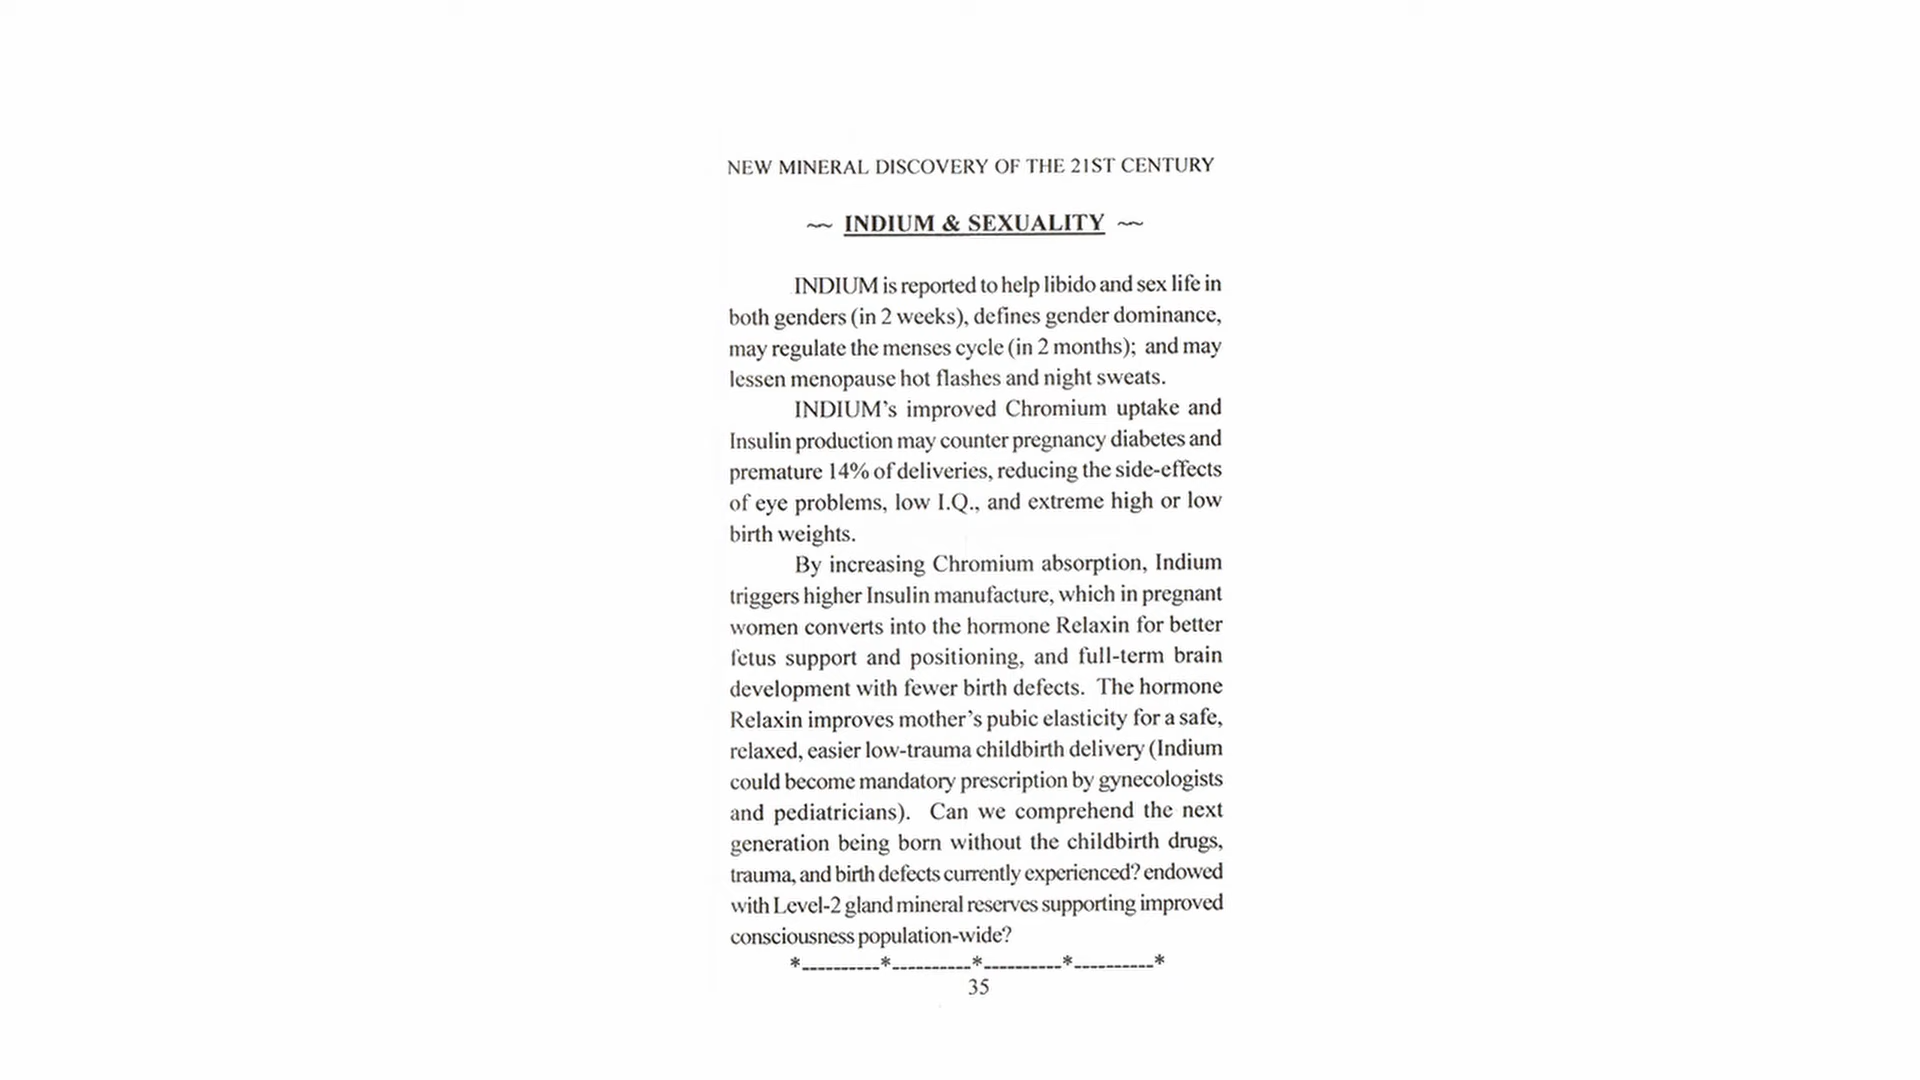 NEW MINERAL DISCOVERY OF THE 21ST CENTURY
~~ INDIUM & SEXUALITY ~~
INDIUM is reported to help libido and sex life in
both genders (in 2 weeks), defines gender dominance,
may regulate the menses cycle (in 2 months); and may
lessen menopause hot flashes and night sweats.
INDIUM's improved Chromium uptake and
Insulin production may counter pregnancy diabetes and
premature 14% of deliveries, reducing the side-effects
of eye problems, low I.Q., and extreme high or low
birth weights.
By increasing Chromium absorption, Indium
triggers higher Insulin manufacture, which in pregnant
women converts into the hormone Relaxin for better
fetus support and positioning, and full-term brain
development with fewer birth defects. The hormone
Relaxin improves mother's pubic elasticity for a safe,
relaxed, easier low-trauma childbirth delivery (Indium
could become mandatory prescription by gynecologists
and pediatricians). Can we comprehend the next
generation being born without the childbirth drugs,
trauma, and birth defects currently experienced? endowed
with Level-2 gland mineral reserves supporting improved
consciousness population-wide?
*__________*__________*__________*__________*
35